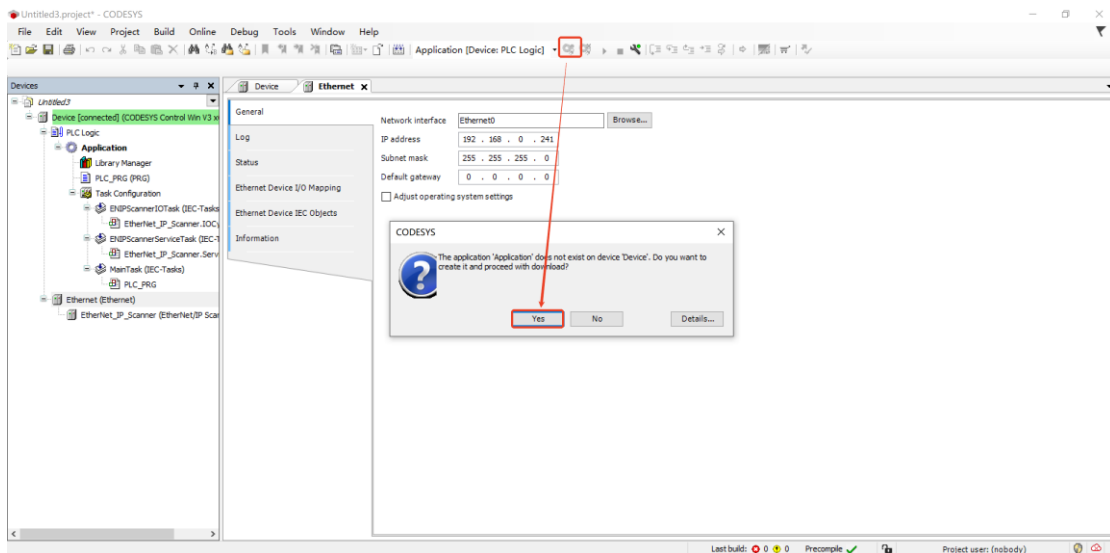 Untitled3.project* - CODESYS
File Edit View Project Build Online Debug Tools Window Help
Application [Device: PLC Logic]
Devices
Untitled3
Device [connected] (CODESYS Control Win V3
PLC Logic
Application
Library Manager
PLC_PRG (PRG)
Task Configuration
ENIPScannerIOTask (IEC-Tasks
EtherNet_IP_Scanner.IOCy
ENIPScannerServiceTask (IEC-T
EtherNet_IP_Scanner.Serv
MainTask (IEC-Tasks)
PLC_PRG
Ethernet (Ethernet)
EtherNet_IP_Scanner (EtherNet/IP Scar
Device
Ethernet
General
Log
Status
Ethernet Device I/O Mapping
Ethernet Device IEC Objects
Information
Network interface Ethernet0 Browse...
IP address 192 . 168 . 0 . 241
Subnet mask 255 . 255 . 255 . 0
Default gateway 0 . 0 . 0 . 0
Adjust operating system settings
CODESYS
The application 'Application' does not exist on device 'Device'. Do you want to
create it and proceed with download?
Yes No Details...
Last build: 0 0 Precompile Project user: (nobody)